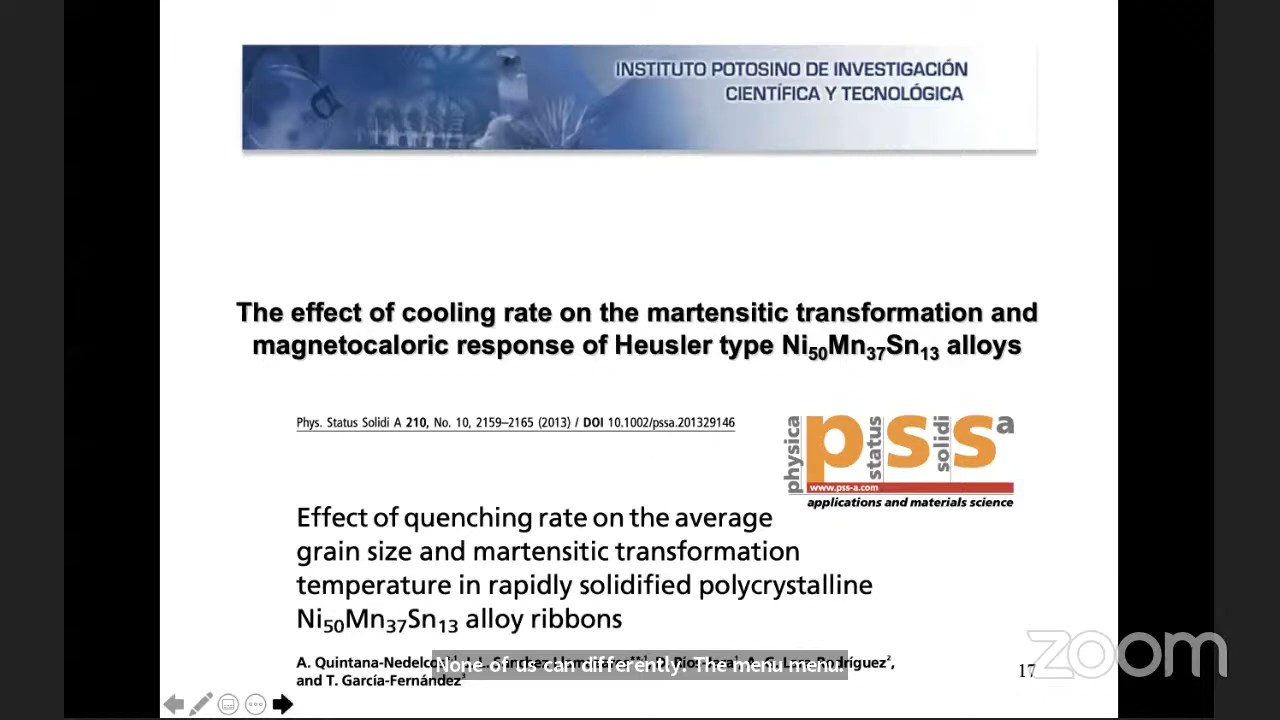 INSTITUTO POTOSINO DE INVESTIGACIÓN
CIENTÍFICA Y TECNOLÓGICA
The effect of cooling rate on the martensitic transformation and
magnetocaloric response of Heusler type Ni₅₀Mn₃₇Sn₁₃ alloys
Phys. Status Solidi A 210, No. 10, 2159–2165 (2013) / DOI 10.1002/pssa.201329146
physica
status
solidi
pssa
www.pss-a.com
applications and materials science
Effect of quenching rate on the average
grain size and martensitic transformation
temperature in rapidly solidified polycrystalline
Ni₅₀Mn₃₇Sn₁₃ alloy ribbons
A. Quintana-Nedelcos
None of us can differently. The menu menu.
and T. García-Fernández³
17
zoom